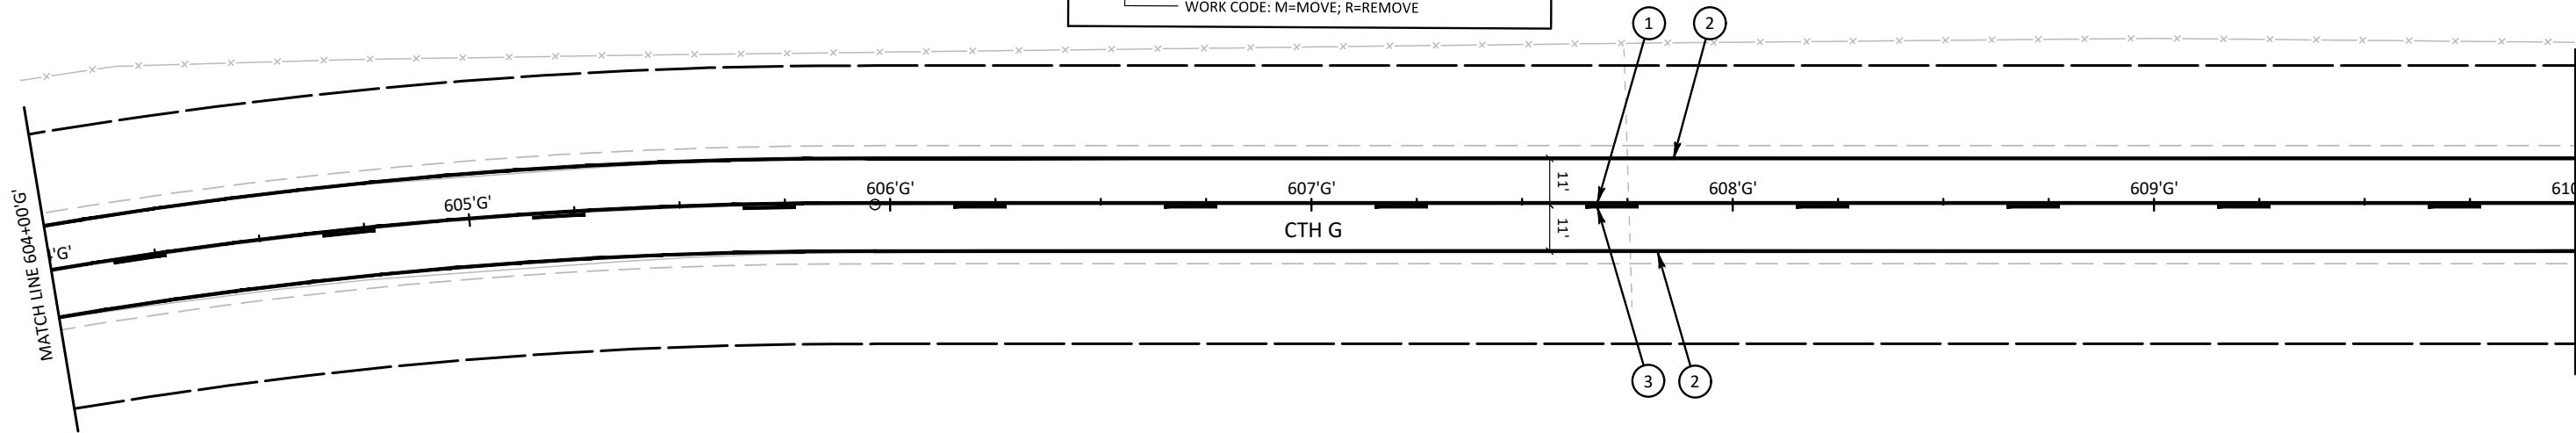 WORK CODE: M=MOVE; R=REMOVE
1
2
MATCH LINE 604+00'G'
'G'
605'G'
606'G'
607'G'
11'
11'
608'G'
609'G'
610
CTH G
3
2